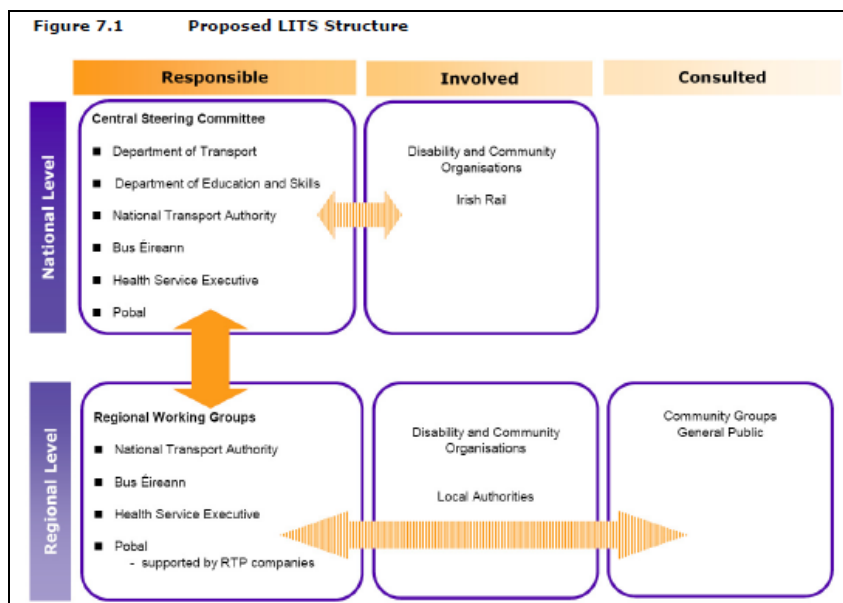 Figure 7.1 Proposed LITS Structure
Responsible
Involved
Consulted
National Level
Central Steering Committee
■ Department of Transport
■ Department of Education and Skills
■ National Transport Authority
■ Bus Éireann
■ Health Service Executive
■ Pobal
Disability and Community
Organisations
Irish Rail
Regional Level
Regional Working Groups
■ National Transport Authority
■ Bus Éireann
■ Health Service Executive
■ Pobal
- supported by RTP companies
Disability and Community
Organisations
Local Authorities
Community Groups
General Public